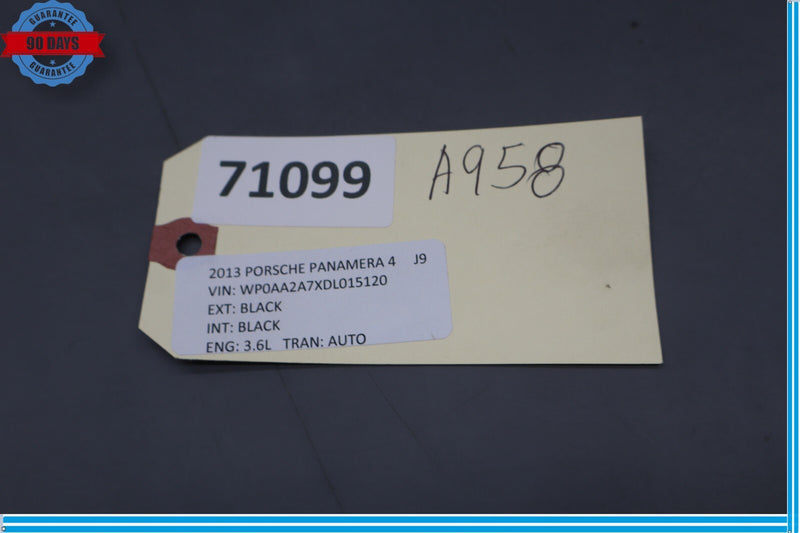 GUARANTEE
90 DAYS
GUARANTEE
71099
A958
2013 PORSCHE PANAMERA 4 J9
VIN: WP0AA2A7XDL015120
EXT: BLACK
INT: BLACK
ENG: 3.6L TRAN: AUTO